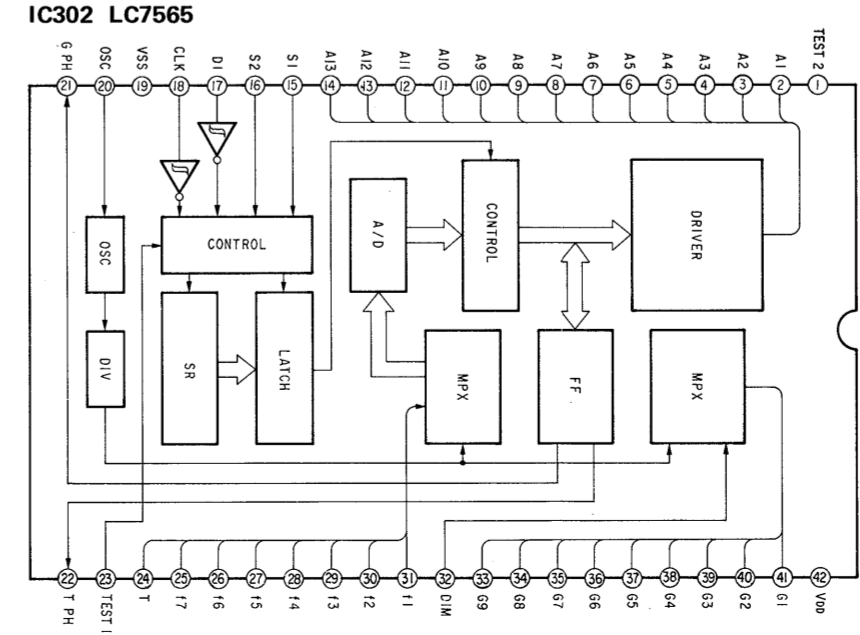 IC302 LC7565
G PH OSC VSS CLK DI S2 S1 A13 A12 A11 A10 A9 A8 A7 A6 A5 A4 A3 A2 A1 TEST 2
21 20 19 18 17 16 15 14 13 12 11 10 9 8 7 6 5 4 3 2 1
OSC
CONTROL
A/D
CONTROL
DRIVER
DIV
SR
LATCH
MPX
FF
MPX
22 23 24 25 26 27 28 29 30 31 32 33 34 35 36 37 38 39 40 41 42
T PH TEST I T f7 f6 f5 f4 f3 f2 f1 DIM G9 G8 G7 G6 G5 G4 G3 G2 G1 VDD